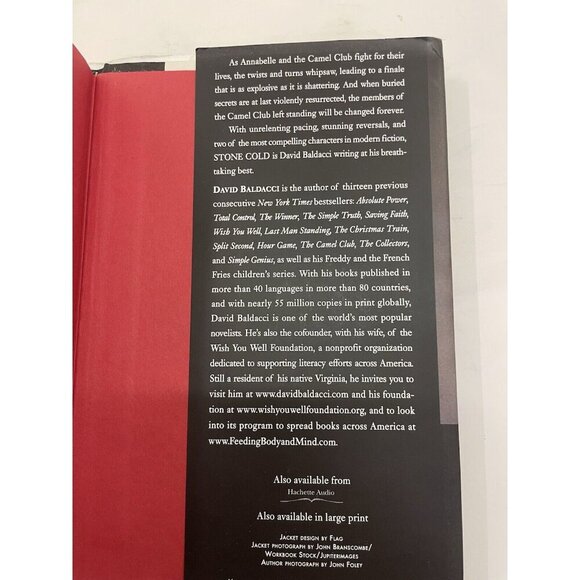 As Annabelle and the Camel Club fight for their
lives, the twists and turns whipsaw, leading to a finale
that is as explosive as it is shattering. And when buried
secrets are at last violently resurrected, the members of
the Camel Club left standing will be changed forever.
With unrelenting pacing, stunning reversals, and
two of the most compelling characters in modern fiction,
STONE COLD is David Baldacci writing at his breath-
taking best.
DAVID BALDACCI is the author of thirteen previous
consecutive New York Times bestsellers: Absolute Power,
Total Control, The Winner, The Simple Truth, Saving Faith,
Wish You Well, Last Man Standing, The Christmas Train,
Split Second, Hour Game, The Camel Club, The Collectors,
and Simple Genius, as well as his Freddy and the French
Fries children's series. With his books published in
more than 40 languages in more than 80 countries,
and with nearly 55 million copies in print globally,
David Baldacci is one of the world's most popular
novelists. He's also the cofounder, with his wife, of the
Wish You Well Foundation, a nonprofit organization
dedicated to supporting literacy efforts across America.
Still a resident of his native Virginia, he invites you to
visit him at www.davidbaldacci.com and his founda-
tion at www.wishyouwellfoundation.org, and to look
into its program to spread books across America at
www.FeedingBodyandMind.com.
Also available from
Hachette Audio
Also available in large print
Jacket design by Flag
Jacket photograph by John Branscombe/
Workbook Stock/Jupiterimages
Author photograph by John Foley